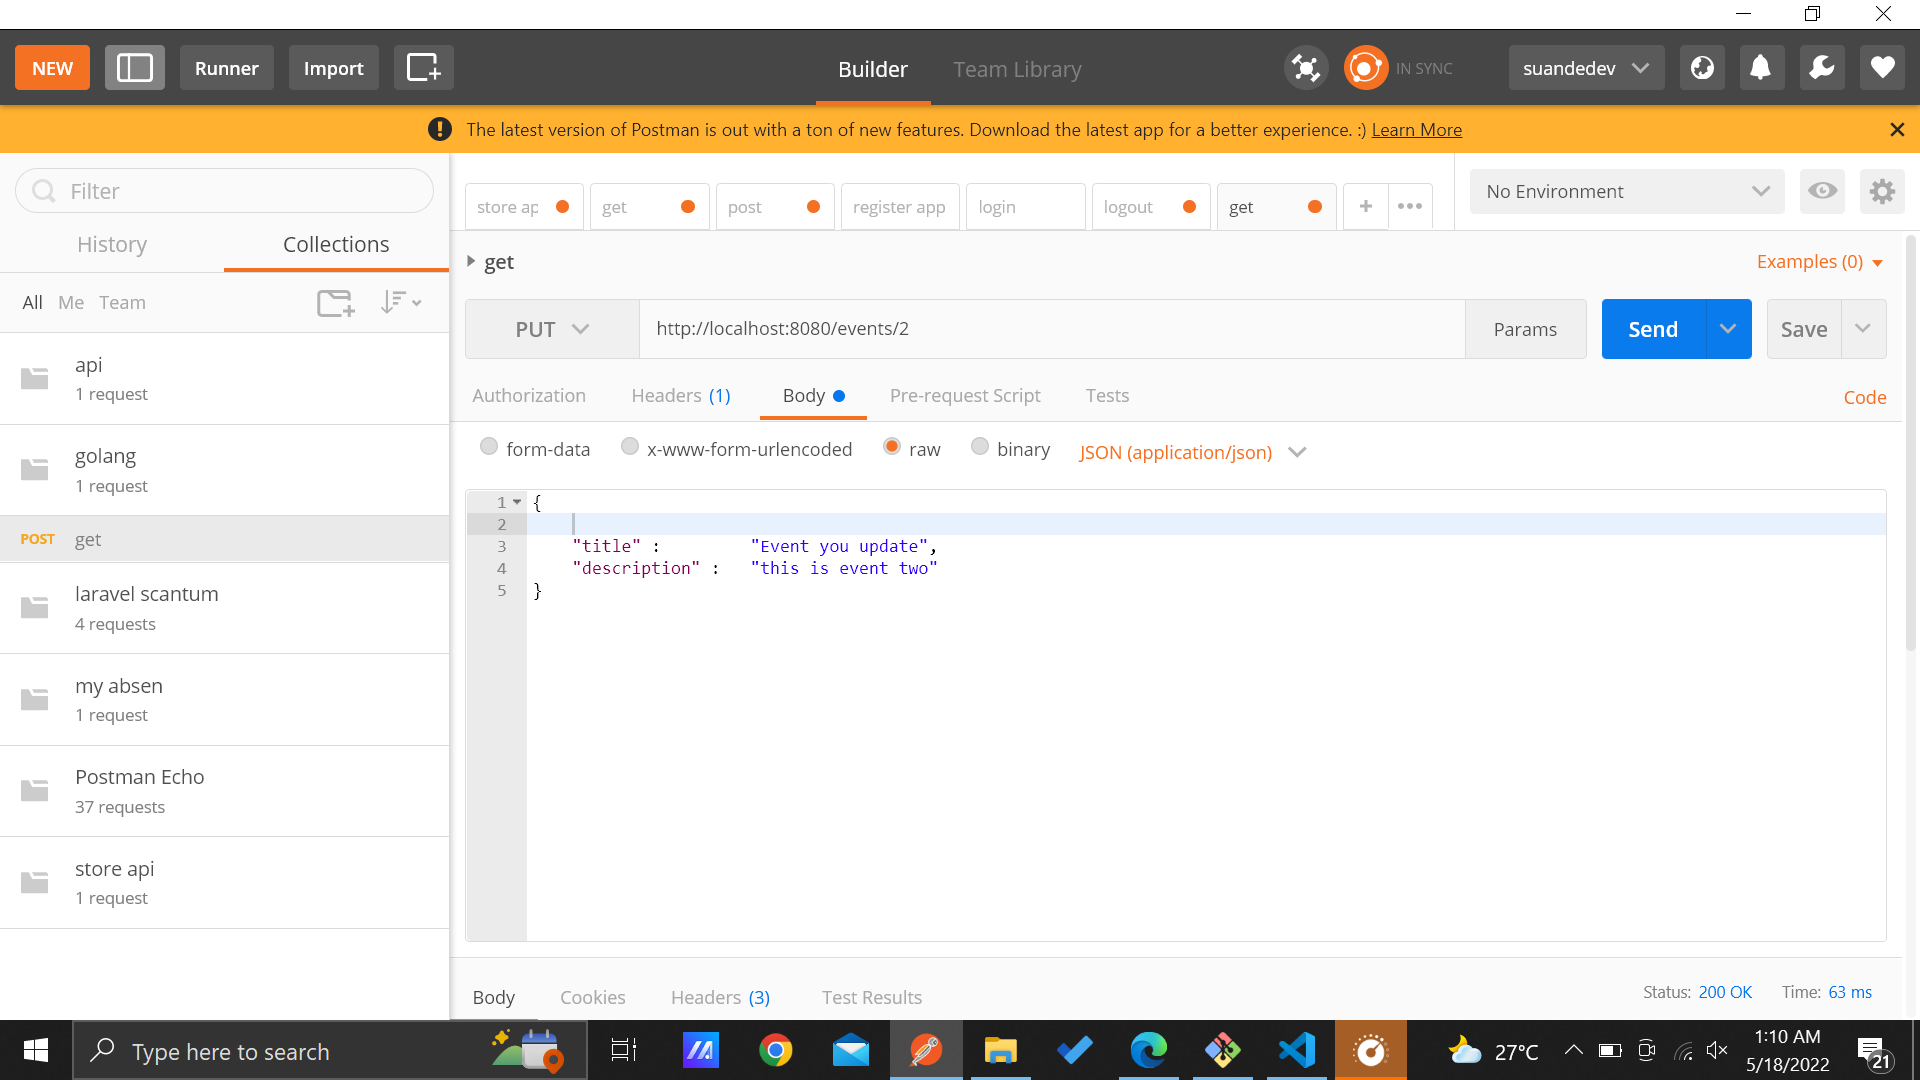 NEW Runner Import Builder Team Library IN SYNC suandedev
The latest version of Postman is out with a ton of new features. Download the latest app for a better experience. :) Learn More
Filter
History Collections
All Me Team
api
1 request
golang
1 request
POST get
laravel scantum
4 requests
my absen
1 request
Postman Echo
37 requests
store api
1 request
store ap get post register app login logout get + ••• No Environment
get Examples (0)
PUT http://localhost:8080/events/2 Params Send Save
Authorization Headers (1) Body Pre-request Script Tests Code
form-data x-www-form-urlencoded raw binary JSON (application/json)
1 {
2
3 "title" : "Event you update",
4 "description" : "this is event two"
5 }
Body Cookies Headers (3) Test Results Status: 200 OK Time: 63 ms
Type here to search 27°C 1:10 AM
5/18/2022 21